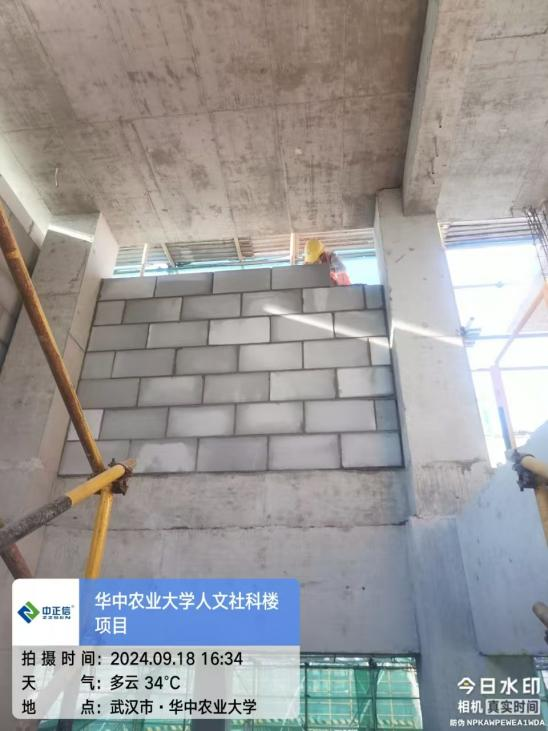 中正信
ZZSEN
华中农业大学人文社科楼
项目
拍摄时间：2024.09.18 16:34
天 气：多云 34°C
地 点：武汉市·华中农业大学
今日水印
相机 真实时间
防伪 NPKAWPEWEA1WDA